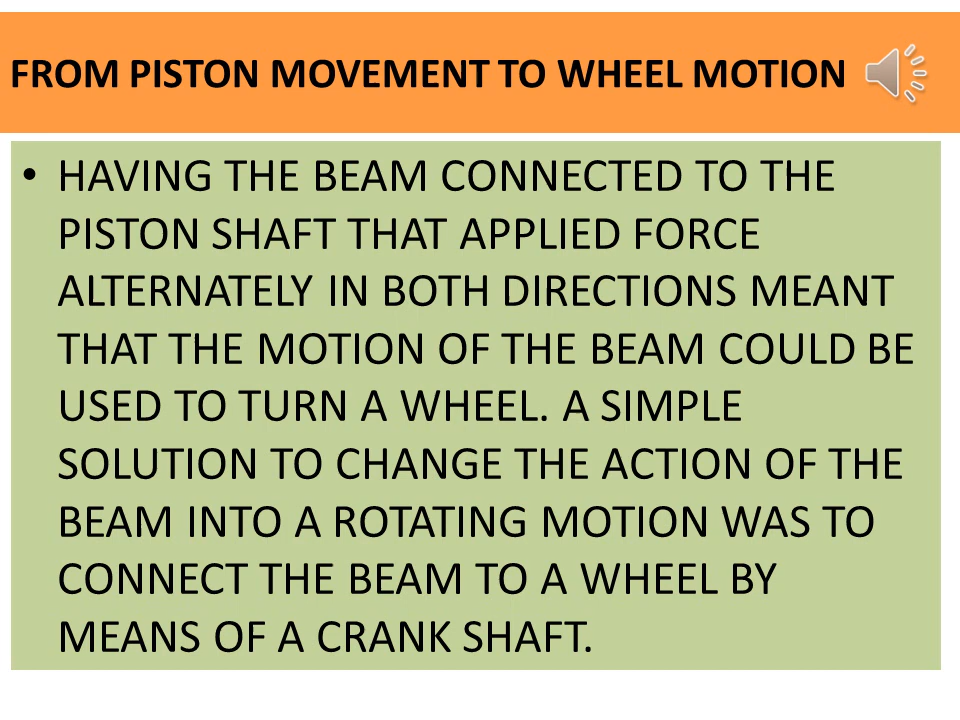 FROM PISTON MOVEMENT TO WHEEL MOTION
• HAVING THE BEAM CONNECTED TO THE
PISTON SHAFT THAT APPLIED FORCE
ALTERNATELY IN BOTH DIRECTIONS MEANT
THAT THE MOTION OF THE BEAM COULD BE
USED TO TURN A WHEEL. A SIMPLE
SOLUTION TO CHANGE THE ACTION OF THE
BEAM INTO A ROTATING MOTION WAS TO
CONNECT THE BEAM TO A WHEEL BY
MEANS OF A CRANK SHAFT.